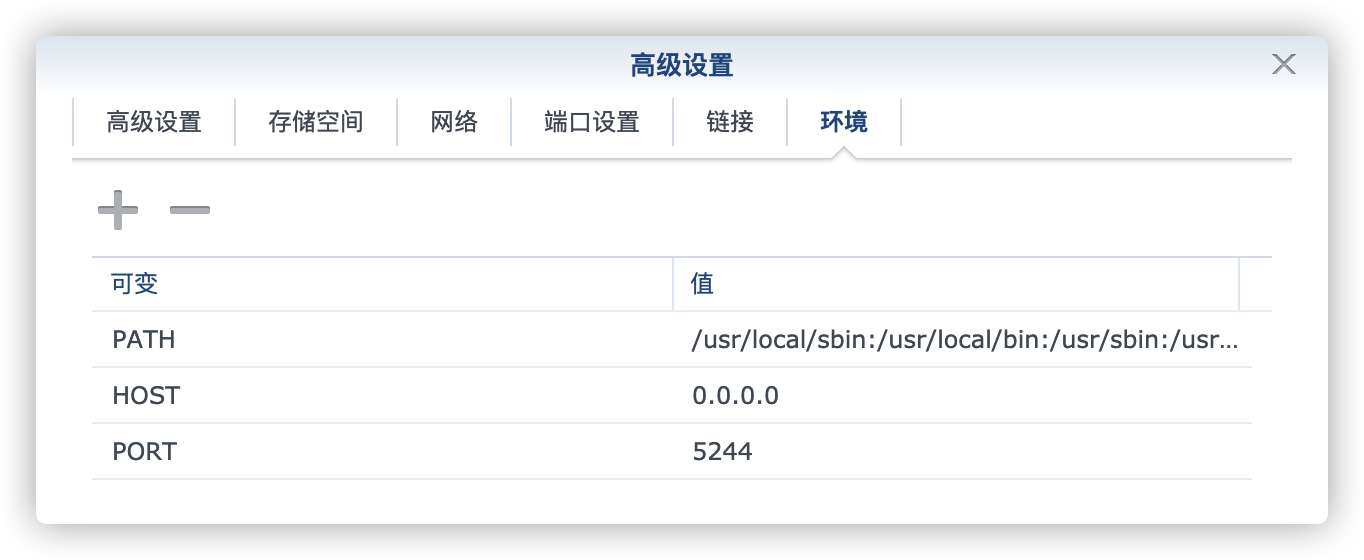 高级设置
高级设置 存储空间 网络 端口设置 链接 环境
可变 值
PATH /usr/local/sbin:/usr/local/bin:/usr/sbin:/usr...
HOST 0.0.0.0
PORT 5244